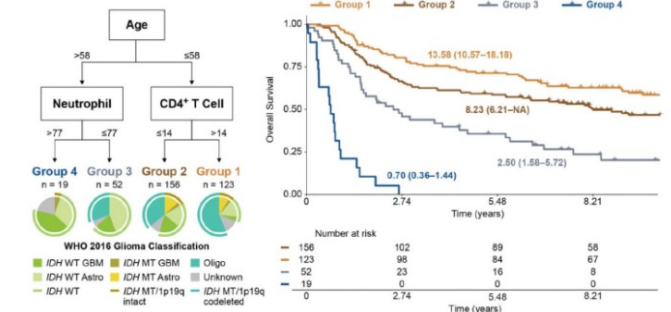 Age
>58
≤58
Neutrophil
CD4⁺ T Cell
>77
≤77
≤14
>14
Group 4
Group 3
Group 2
Group 1
n = 19
n = 52
n = 156
n = 123
WHO 2016 Glioma Classification
IDH WT GBM
IDH MT GBM
Oligo
IDH WT Astro
IDH MT Astro
Unknown
IDH WT
IDH MT/1p19q intact
IDH MT/1p19q codeleted
Group 1
Group 2
Group 3
Group 4
Overall Survival
1.00
0.75
0.50
0.25
0.00
13.58 (10.57–18.18)
8.23 (6.21–NA)
2.50 (1.58–5.72)
0.70 (0.36–1.44)
0
2.74
5.48
8.21
Time (years)
Number at risk
156
102
89
58
123
98
84
67
52
23
16
8
19
0
0
0
0
2.74
5.48
8.21
Time (years)